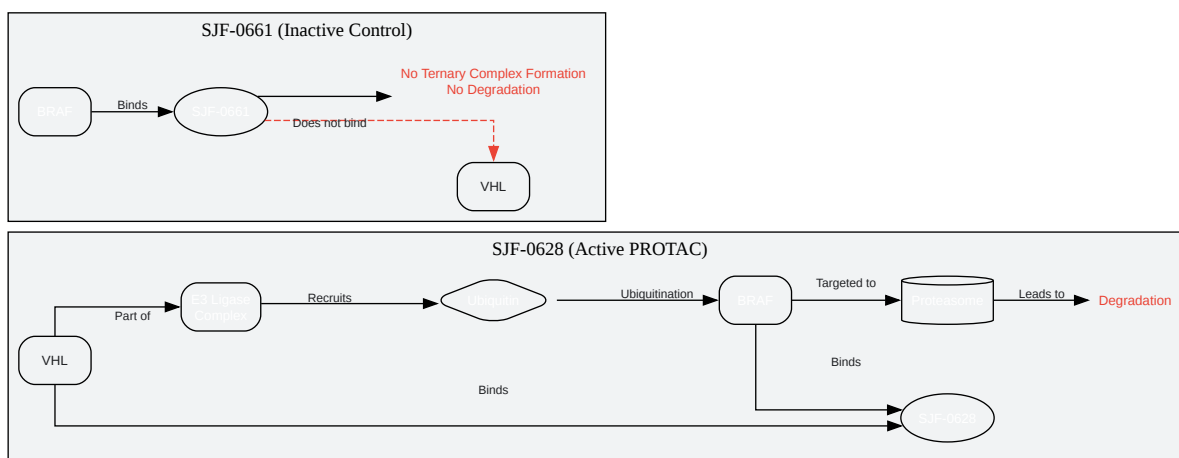 SJF-0661 (Inactive Control)
No Ternary Complex Formation
No Degradation
BRAF
Binds
SJF-0661
Does not bind
VHL
SJF-0628 (Active PROTAC)
E3 Ligase
Complex
Recruits
Ubiquitin
Ubiquitination
BRAF
Targeted to
Proteasome
Leads to
Degradation
Part of
VHL
Binds
Binds
SJF-0628